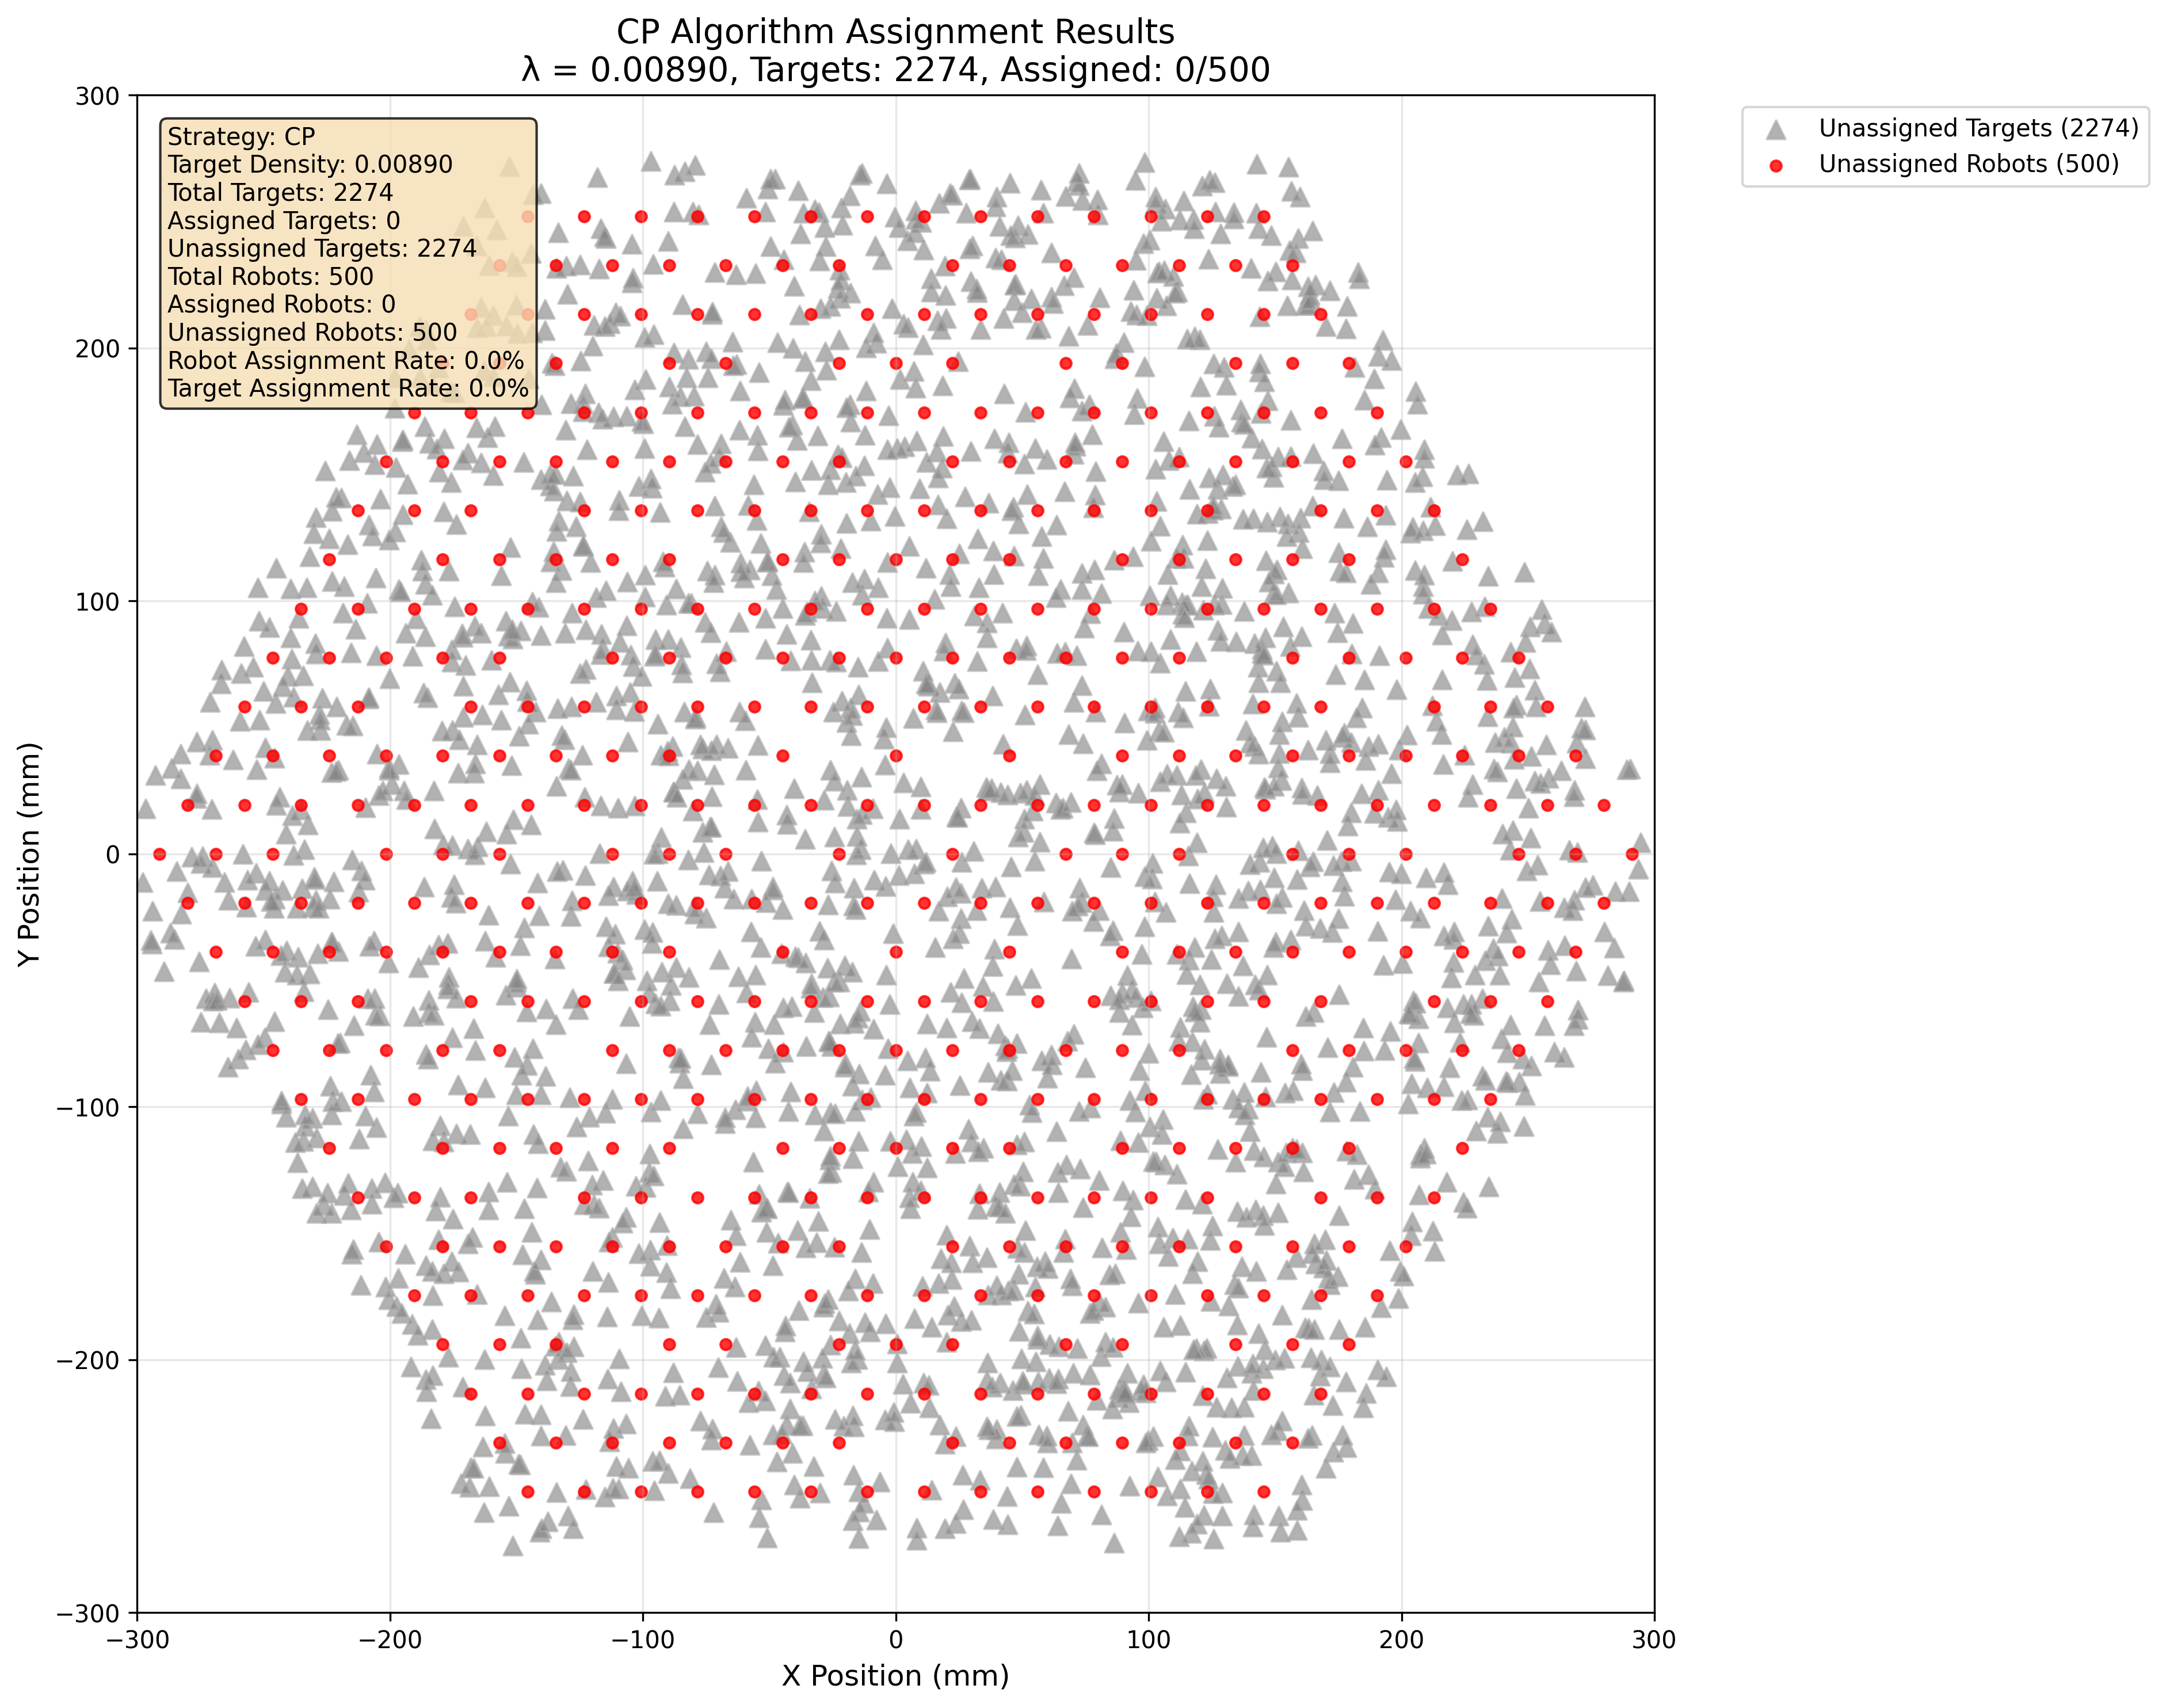 CP Algorithm Assignment Results
λ = 0.00890, Targets: 2274, Assigned: 0/500
Strategy: CP
Target Density: 0.00890
Total Targets: 2274
Assigned Targets: 0
Unassigned Targets: 2274
Total Robots: 500
Assigned Robots: 0
Unassigned Robots: 500
Robot Assignment Rate: 0.0%
Target Assignment Rate: 0.0%
Unassigned Targets (2274)
Unassigned Robots (500)
Y Position (mm)
300
200
100
0
−100
−200
−300
−300
−200
−100
0
100
200
300
X Position (mm)